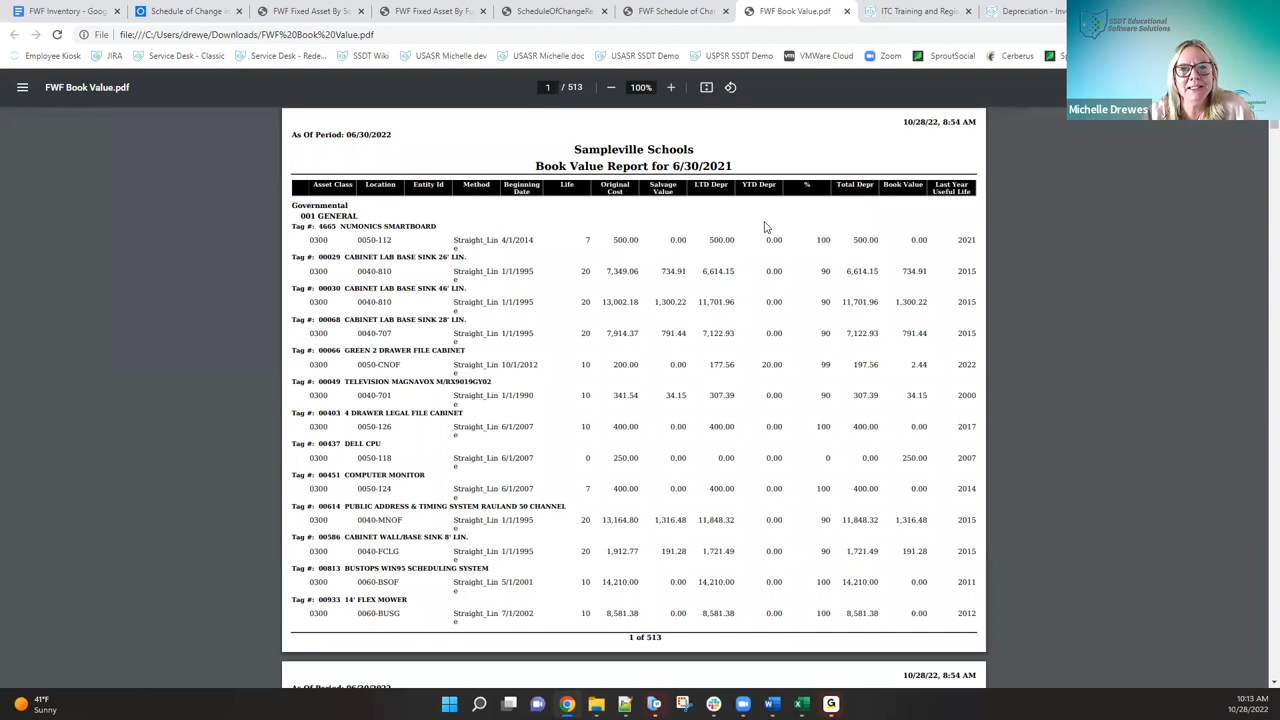 FWF - Inventory
Schedule of Change in
FWF Fixed Asset By Fu
FWF Fixed Asset By Fu
ScheduleOfChangeRe
Schedule of Chang
FWF Book Value.pdf
ITC Training and Regis
Depreciation - Inv
File file:///C:/Users/drewe/Downloads/FWF%20Book%20Value.pdf
Employee Kiosk JIRA Service Desk - Classic Service Desk - Rede... SSDT Wiki USASR Michelle doc USASR Michelle doc USASR SSDT Demo USPSR SSDT Demo VMWare Cloud Zoom SproutSocial Cerberus
FWF Book Value.pdf 1 / 513 100%
SSDT Educational
Software Solutions
Michelle Drewes
10/28/22, 8:54 AM
As Of Period: 06/30/2022
Sampleville Schools
Book Value Report for 6/30/2021
Asset Class Location Entity Id Method Beginning Date Life Original Cost Salvage Value LTD Depr YTD Depr % Total Depr Book Value Last Year Useful Life
Governmental
001 GENERAL
Tag #: 4665 NUMONICS SMARTBOARD
0300 0050-112 Straight_Lin 4/1/2014 7 500.00 0.00 500.00 0.00 100 500.00 0.00 2021
e
Tag #: 00029 CABINET LAB BASE SINK 26' LIN.
0300 0040-810 Straight_Lin 1/1/1995 20 7,349.06 734.91 6,614.15 0.00 90 6,614.15 734.91 2015
e
Tag #: 00030 CABINET LAB BASE SINK 46' LIN.
0300 0040-810 Straight_Lin 1/1/1995 20 13,002.18 1,300.22 11,701.96 0.00 90 11,701.96 1,300.22 2015
e
Tag #: 00068 CABINET LAB BASE SINK 28' LIN.
0300 0040-707 Straight_Lin 1/1/1995 20 7,914.37 791.44 7,122.93 0.00 90 7,122.93 791.44 2015
e
Tag #: 00066 GREEN 2 DRAWER FILE CABINET
0300 0050-CNOF Straight_Lin 10/1/2012 10 200.00 0.00 177.56 20.00 99 197.56 2.44 2022
e
Tag #: 00049 TELEVISION MAGNAVOX M/RX9019GY02
0300 0040-701 Straight_Lin 1/1/1990 10 341.54 34.15 307.39 0.00 90 307.39 34.15 2000
e
Tag #: 00403 4 DRAWER LEGAL FILE CABINET
0300 0050-126 Straight_Lin 6/1/2007 10 400.00 0.00 400.00 0.00 100 400.00 0.00 2017
e
Tag #: 00437 DELL CPU
0300 0050-118 Straight_Lin 6/1/2007 0 250.00 0.00 0.00 0.00 0 0.00 250.00 2007
e
Tag #: 00451 COMPUTER MONITOR
0300 0050-124 Straight_Lin 6/1/2007 7 400.00 0.00 400.00 0.00 100 400.00 0.00 2014
e
Tag #: 00614 PUBLIC ADDRESS & TIMING SYSTEM RAULAND 50 CHANNEL
0300 0040-MNOF Straight_Lin 1/1/1995 20 13,164.80 1,316.48 11,848.32 0.00 90 11,848.32 1,316.48 2015
e
Tag #: 00586 CABINET WALL/BASE SINK 8' LIN.
0300 0040-FCLG Straight_Lin 1/1/1995 20 1,912.77 191.28 1,721.49 0.00 90 1,721.49 191.28 2015
e
Tag #: 00813 BUSTOPS WIN95 SCHEDULING SYSTEM
0300 0060-BSOF Straight_Lin 5/1/2001 10 14,210.00 0.00 14,210.00 0.00 100 14,210.00 0.00 2011
e
Tag #: 00933 14' FLEX MOWER
0300 0060-BUSG Straight_Lin 7/1/2002 10 8,581.38 0.00 8,581.38 0.00 100 8,581.38 0.00 2012
e
1 of 513
10/28/22, 8:54 AM
As Of Period: 06/30/2022
41°F
Sunny
10:13 AM
10/28/2022